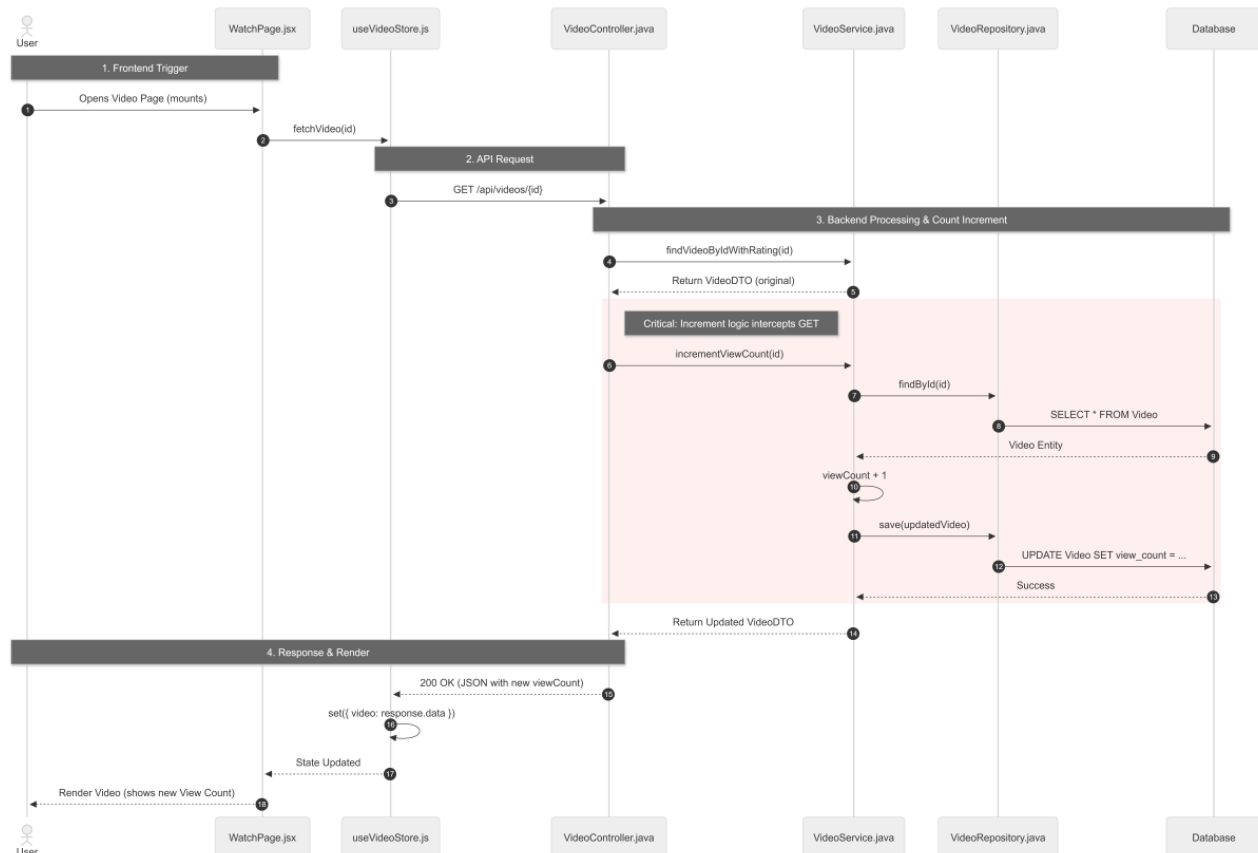 User
WatchPage.jsx
useVideoStore.js
VideoController.java
VideoService.java
VideoRepository.java
Database
1. Frontend Trigger
Opens Video Page (mounts)
1
fetchVideo(id)
2
2. API Request
GET /api/videos/{id}
3
3. Backend Processing & Count Increment
findVideoByIdWithRating(id)
4
Return VideoDTO (original)
5
Critical: Increment logic intercepts GET
incrementViewCount(id)
6
findById(id)
7
SELECT * FROM Video
8
Video Entity
9
viewCount + 1
10
save(updatedVideo)
11
UPDATE Video SET view_count = ...
12
Success
13
Return Updated VideoDTO
14
4. Response & Render
200 OK (JSON with new viewCount)
15
set({ video: response.data })
16
State Updated
17
Render Video (shows new View Count)
18
User
WatchPage.jsx
useVideoStore.js
VideoController.java
VideoService.java
VideoRepository.java
Database